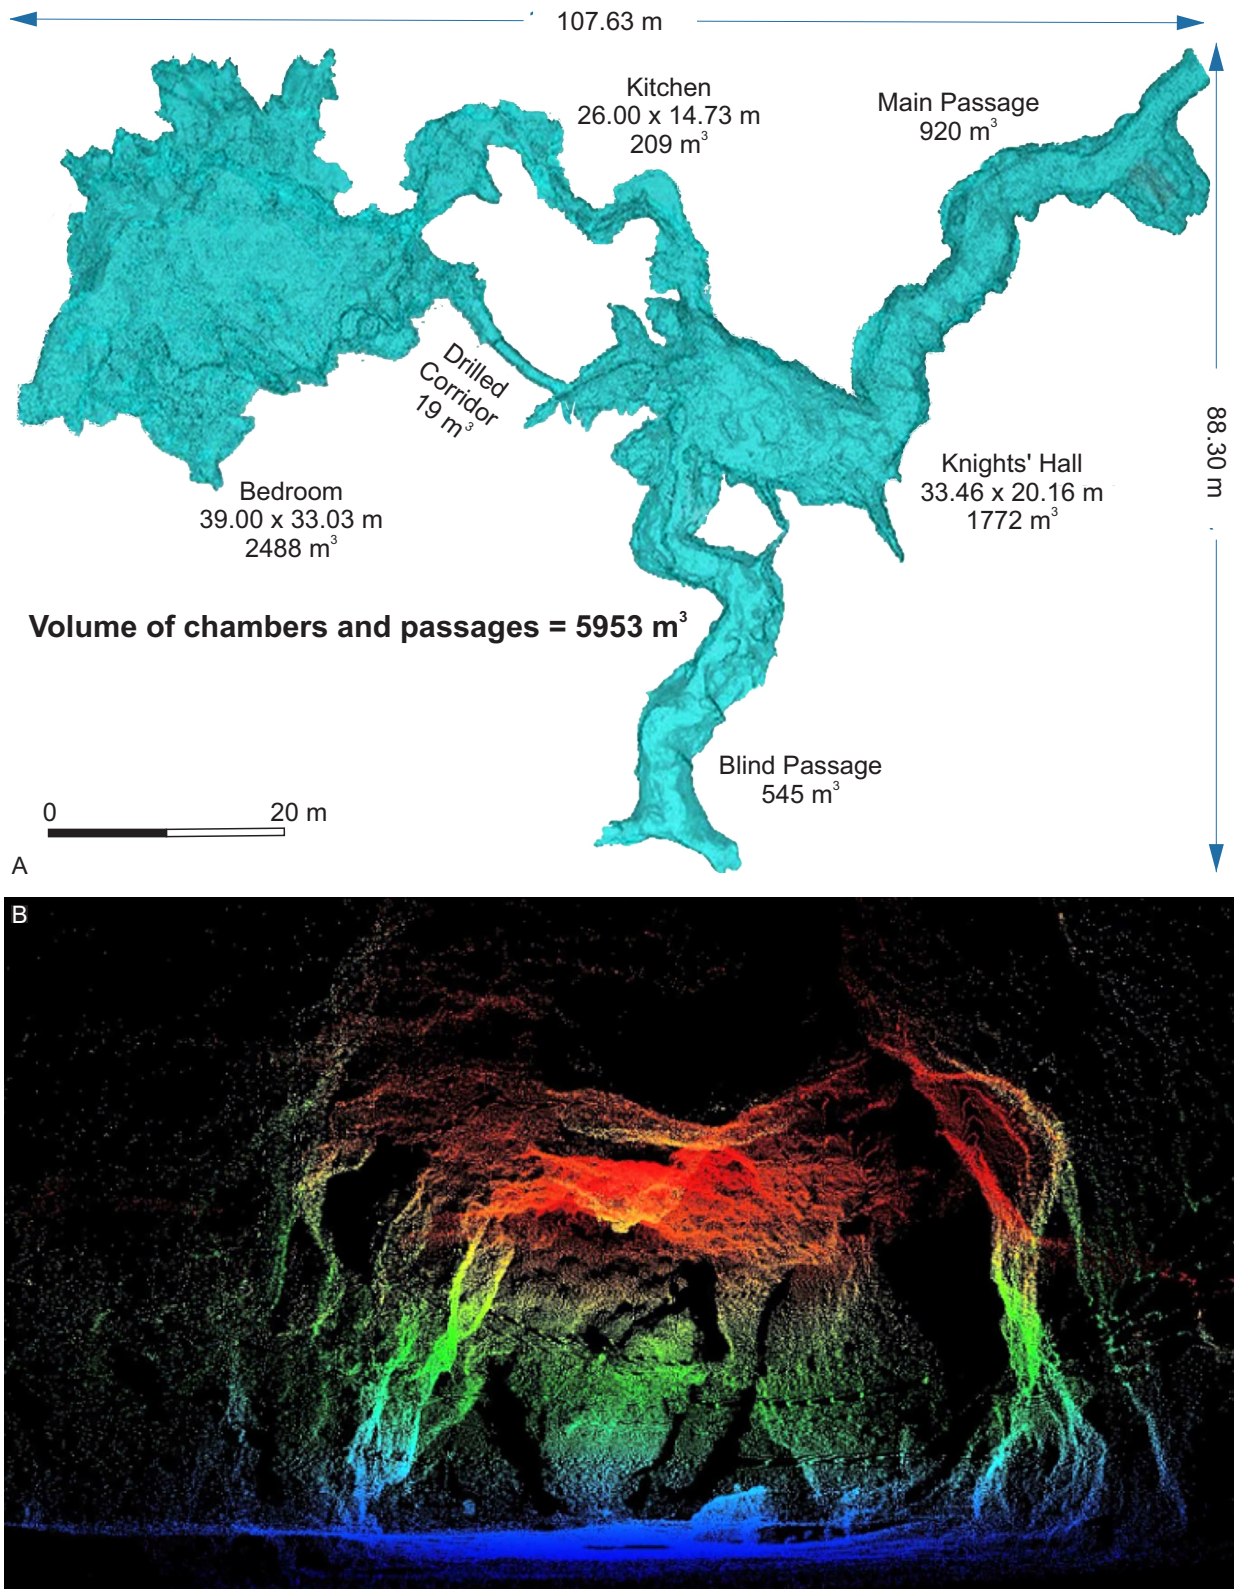 107.63 m
Kitchen
26.00 x 14.73 m
209 m³
Main Passage
920 m³
Drilled
Corridor
19 m³
88.30 m
Knights' Hall
33.46 x 20.16 m
1772 m³
Bedroom
39.00 x 33.03 m
2488 m³
Volume of chambers and passages = 5953 m³
Blind Passage
545 m³
0 20 m
A
B